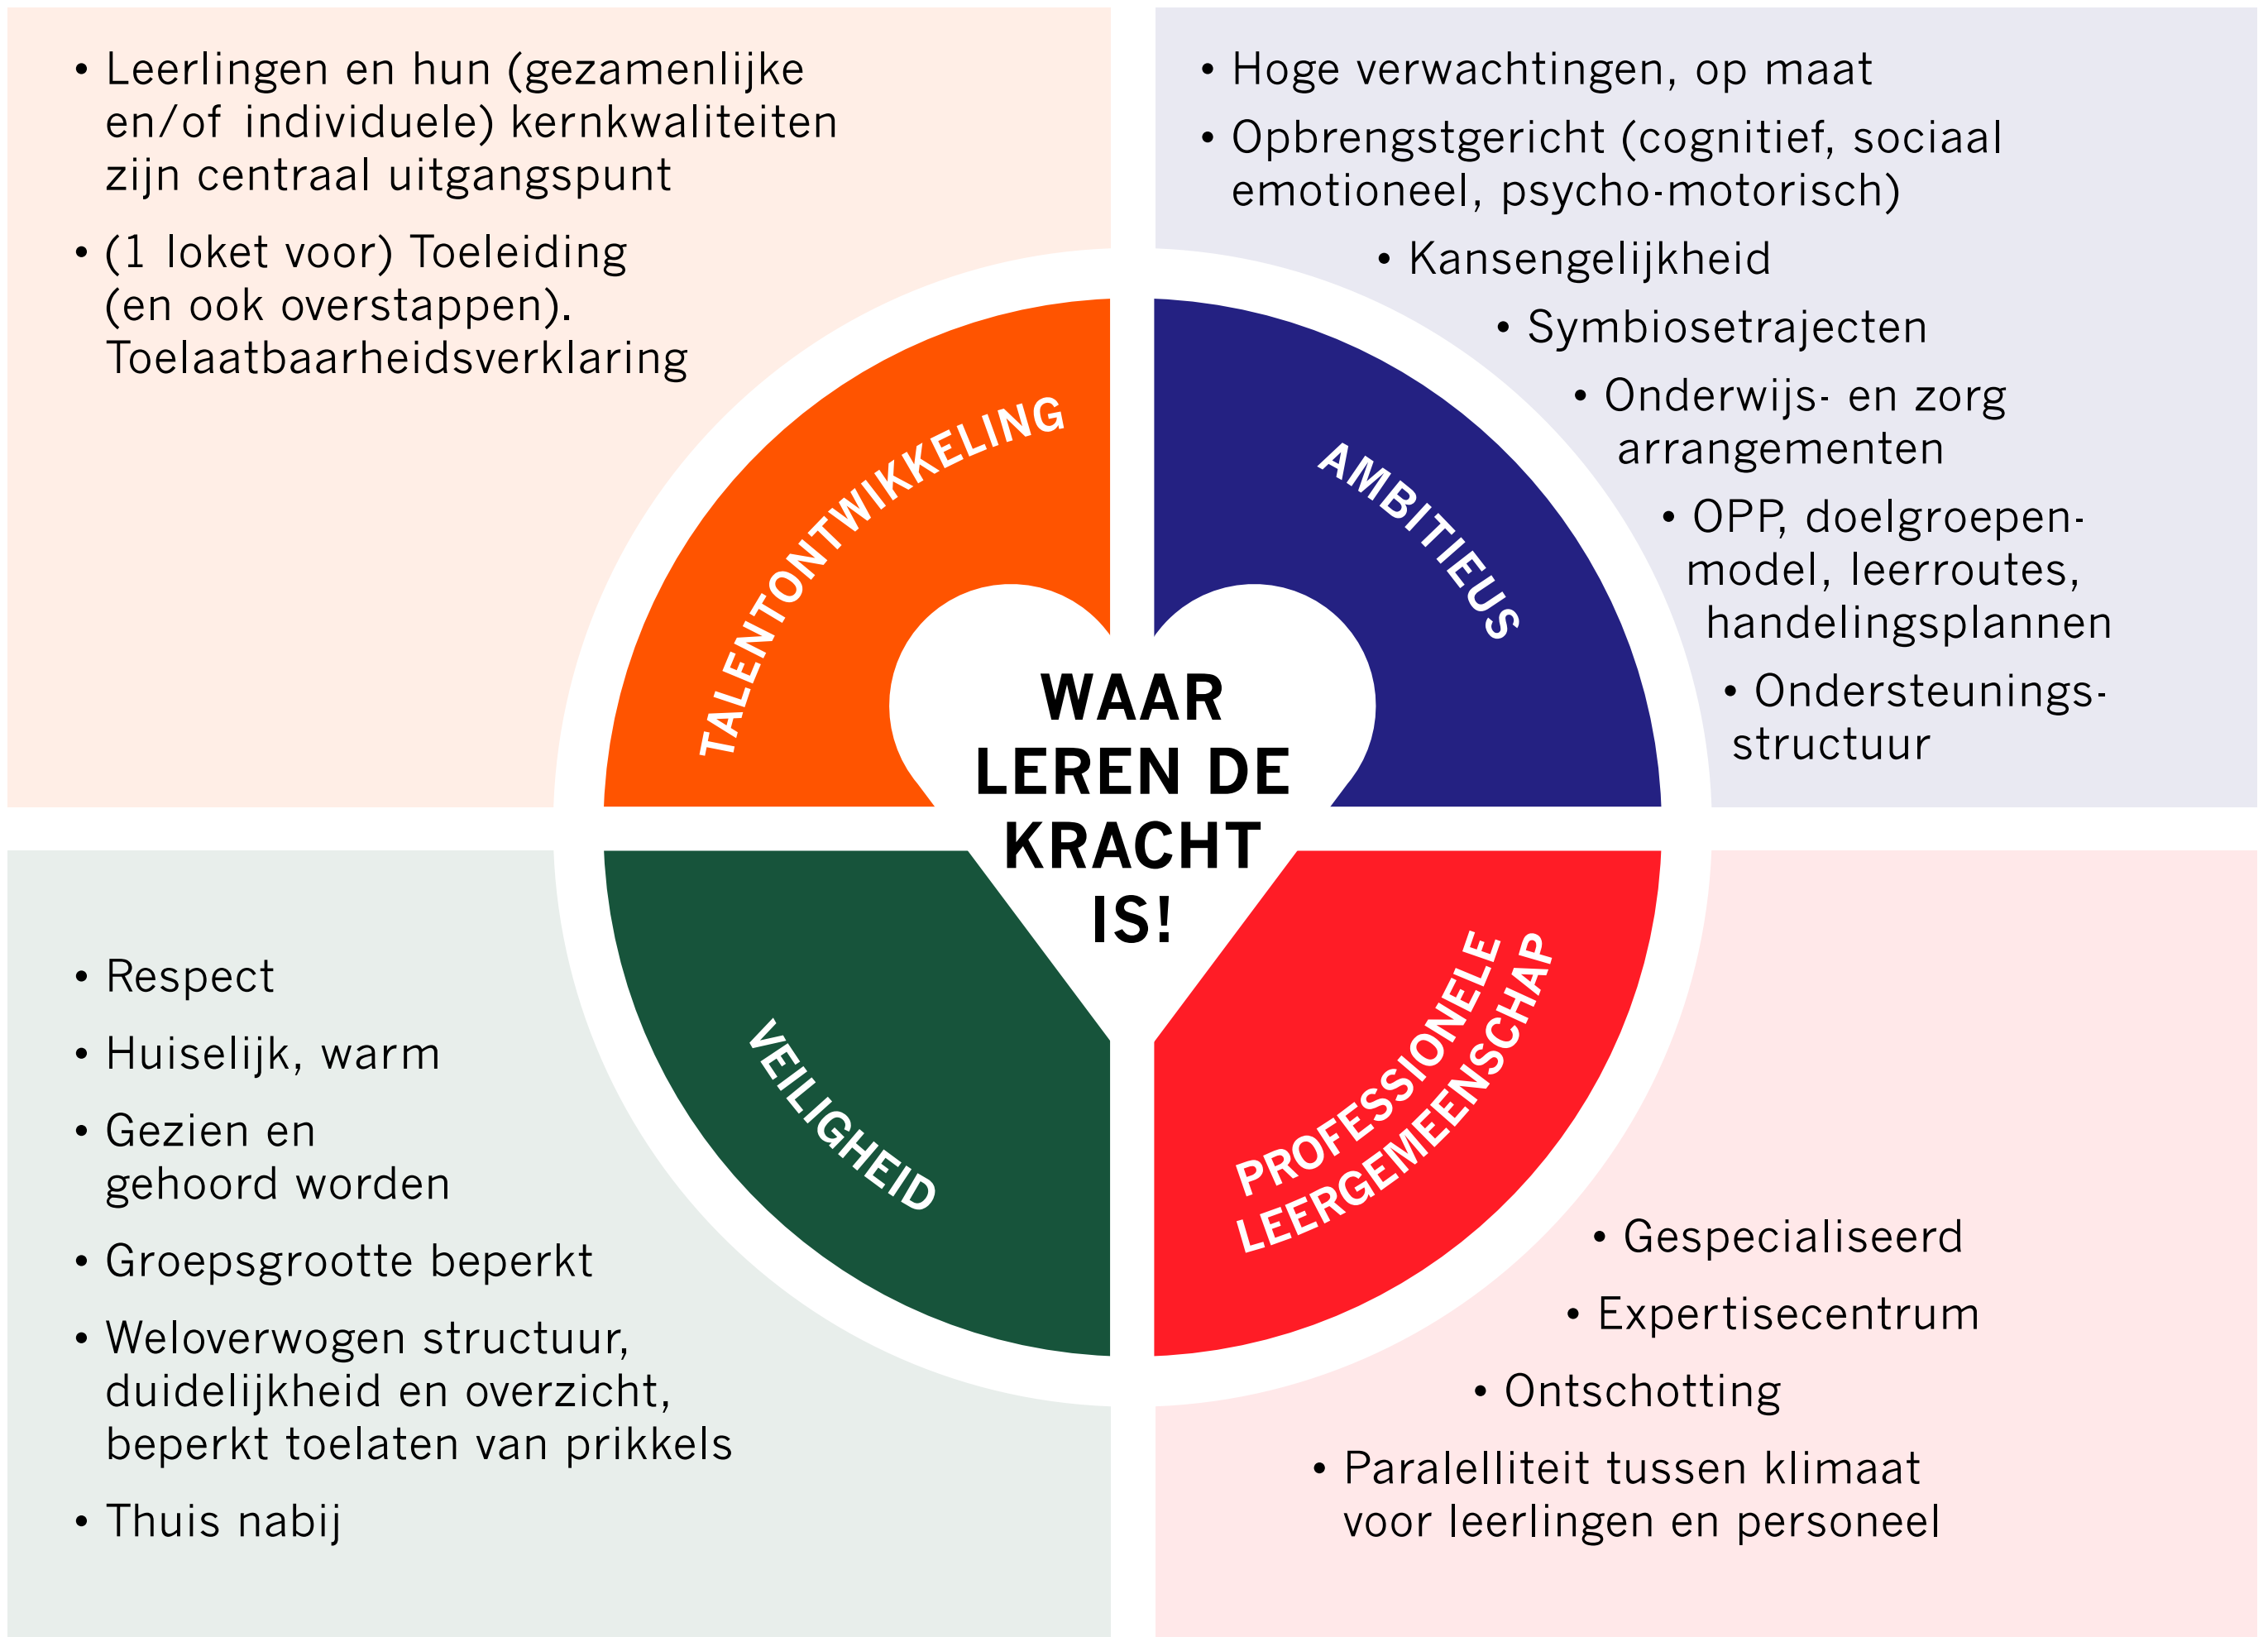 • Leerlingen en hun (gezamenlijke
en/of individuele) kernkwaliteiten
zijn centraal uitgangspunt
• (1 loket voor) Toeleiding
(en ook overstappen).
Toelaatbaarheidsverklaring
TALENTONTWIKKELING
• Hoge verwachtingen, op maat
• Opbrengstgericht (cognitief, sociaal
emotioneel, psycho-motorisch)
• Kansengelijkheid
• Symbiosetrajecten
• Onderwijs- en zorg
arrangementen
• OPP, doelgroepen-
model, leerroutes,
handelingsplannen
• Ondersteunings-
structuur
AMBITIEUS
WAAR
LEREN DE
KRACHT
IS!
VEILIGHEID
• Respect
• Huiselijk, warm
• Gezien en
gehoord worden
• Groepsgrootte beperkt
• Weloverwogen structuur,
duidelijkheid en overzicht,
beperkt toelaten van prikkels
• Thuis nabij
PROFESSIONELE
LEERGEMEENSCHAP
• Gespecialiseerd
• Expertisecentrum
• Ontschotting
• Paralelliteit tussen klimaat
voor leerlingen en personeel